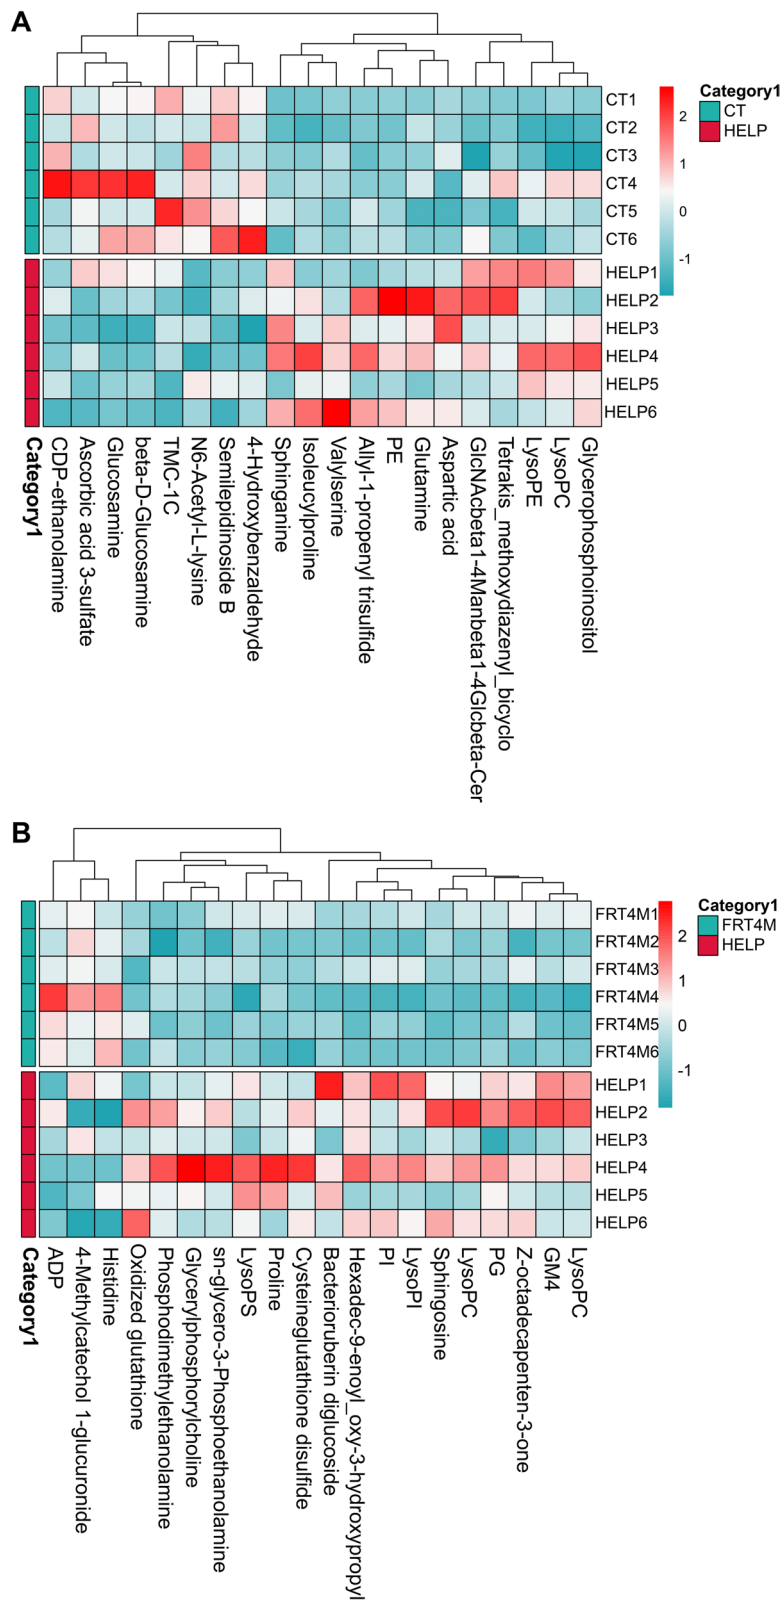 A
CT1
CT2
CT3
CT4
CT5
CT6
HELP1
HELP2
HELP3
HELP4
HELP5
HELP6
2
1
0
-1
Category1
CT
HELP
Category1
CDP-ethanolamine
Ascorbic acid 3-sulfate
Glucosamine
beta-D-Glucosamine
TMC-1C
N6-Acetyl-L-lysine
Semilepidinoside B
4-Hydroxybenzaldehyde
Sphinganine
Isoleucylproline
Valylserine
Allyl-1-propenyl trisulfide
PE
Glutamine
Aspartic acid
GlcNAcbeta1-4Manbeta1-4Glcbeta-Cer
Tetrakis_methoxydiazenyl_bicyclo
LysoPE
LysoPC
Glycerophosphoinositol
B
FRT4M1
FRT4M2
FRT4M3
FRT4M4
FRT4M5
FRT4M6
HELP1
HELP2
HELP3
HELP4
HELP5
HELP6
2
1
0
-1
Category1
FRT4M
HELP
Category1
ADP
4-Methylcatechol 1-glucuronide
Histidine
Oxidized glutathione
Phosphodimethylethanolamine
Glycerylphosphorylcholine
sn-glycero-3-Phosphoethanolamine
LysoPS
Proline
Cysteineglutathione disulfide
Bacterioruberin diglucoside
Hexadec-9-enoyl_oxy-3-hydroxypropyl
PI
LysoPI
Sphingosine
LysoPC
PG
Z-octadecapenten-3-one
GM4
LysoPC